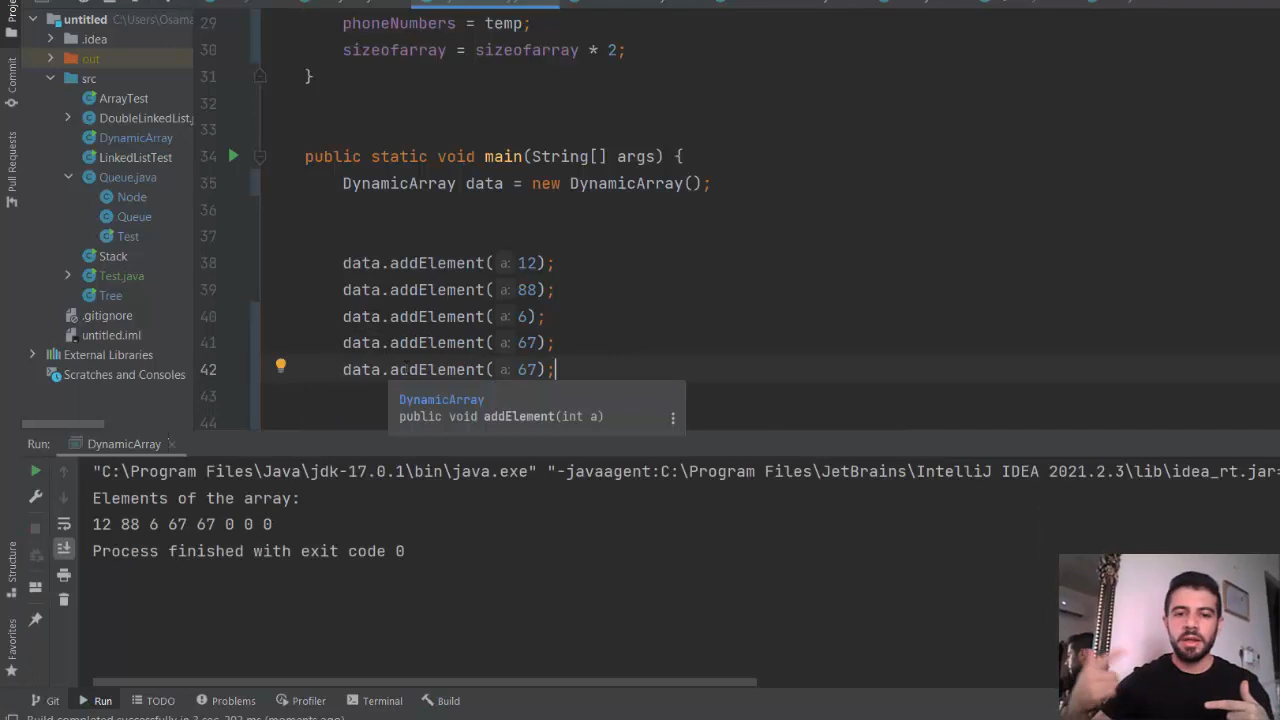 untitled C:\Users\Osama
.idea
out
src
ArrayTest
DoubleLinkedList.j
DynamicArray
LinkedListTest
Queue.java
Node
Queue
Test
Stack
Test.java
Tree
.gitignore
untitled.iml
External Libraries
Scratches and Consoles
Commit
Pull Requests
29 phoneNumbers = temp;
30 sizeofarray = sizeofarray * 2;
31 }
32
33
34 public static void main(String[] args) {
35 DynamicArray data = new DynamicArray();
36
37
38 data.addElement( a: 12);
39 data.addElement( a: 88);
40 data.addElement( a: 6);
41 data.addElement( a: 67);
42 data.addElement( a: 67);
43
44
DynamicArray
public void addElement(int a)
Run: DynamicArray
"C:\Program Files\Java\jdk-17.0.1\bin\java.exe" "-javaagent:C:\Program Files\JetBrains\IntelliJ IDEA 2021.2.3\lib\idea_rt.jar=
Elements of the array:
12 88 6 67 67 0 0 0
Process finished with exit code 0
Structure
Favorites
Git Run TODO Problems Profiler Terminal Build